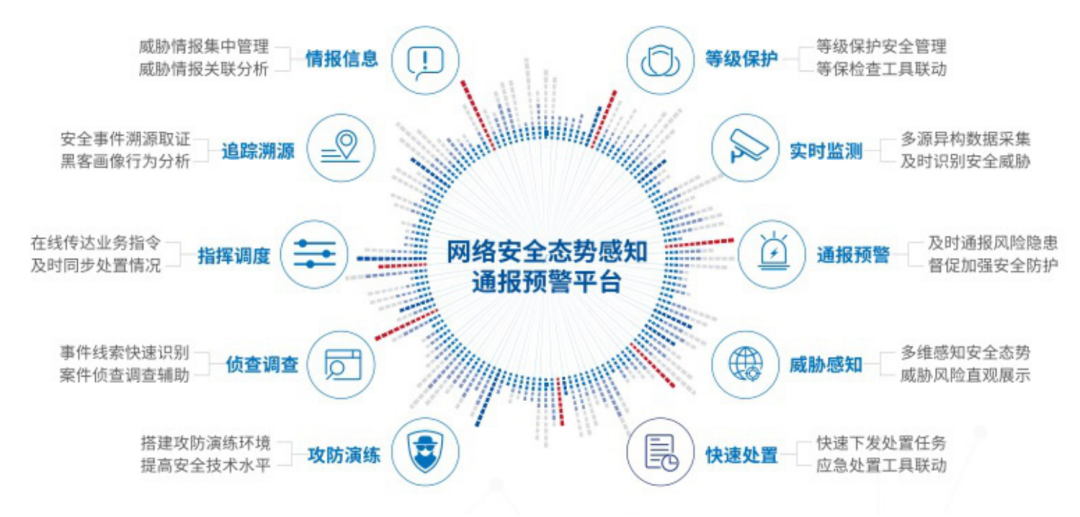 威胁情报集中管理
威胁情报关联分析
情报信息
等级保护
等级保护安全管理
等保检查工具联动
安全事件溯源取证
黑客画像行为分析
追踪溯源
实时监测
多源异构数据采集
及时识别安全威胁
在线传达业务指令
及时同步处置情况
指挥调度
网络安全态势感知
通报预警平台
通报预警
及时通报风险隐患
督促加强安全防护
事件线索快速识别
案件侦查调查辅助
侦查调查
威胁感知
多维感知安全态势
威胁风险直观展示
搭建攻防演练环境
提高安全技术水平
攻防演练
快速处置
快速下发处置任务
应急处置工具联动